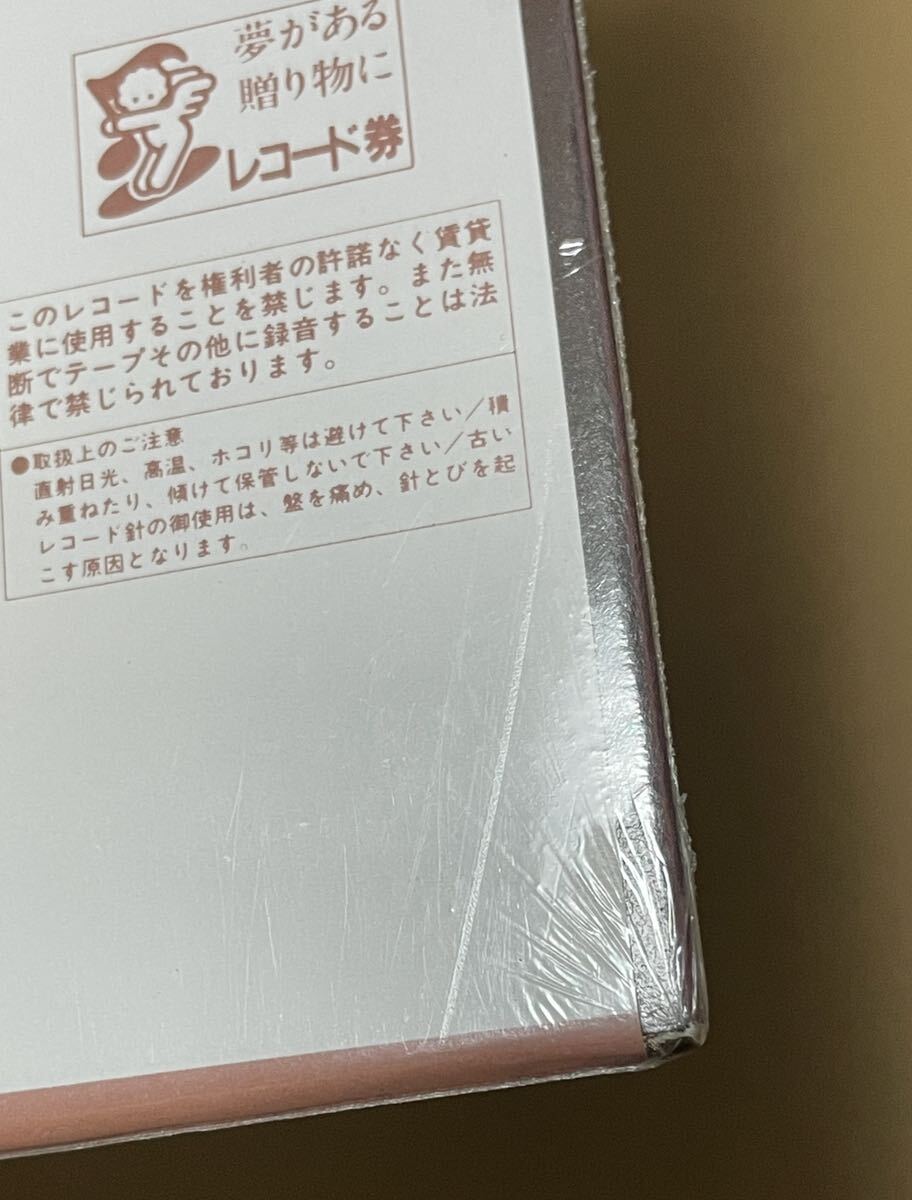 夢がある
贈り物に
レコード券
このレコードを権利者の許諾なく賃貸
業に使用することを禁じます。また無
断でテープその他に録音することは法
律で禁じられております。
●取扱上のご注意
直射日光、高温、ホコリ等は避けて下さい／積
み重ねたり、傾けて保管しないで下さい／古い
レコード針の御使用は、盤を痛め、針とびを起
こす原因となります。